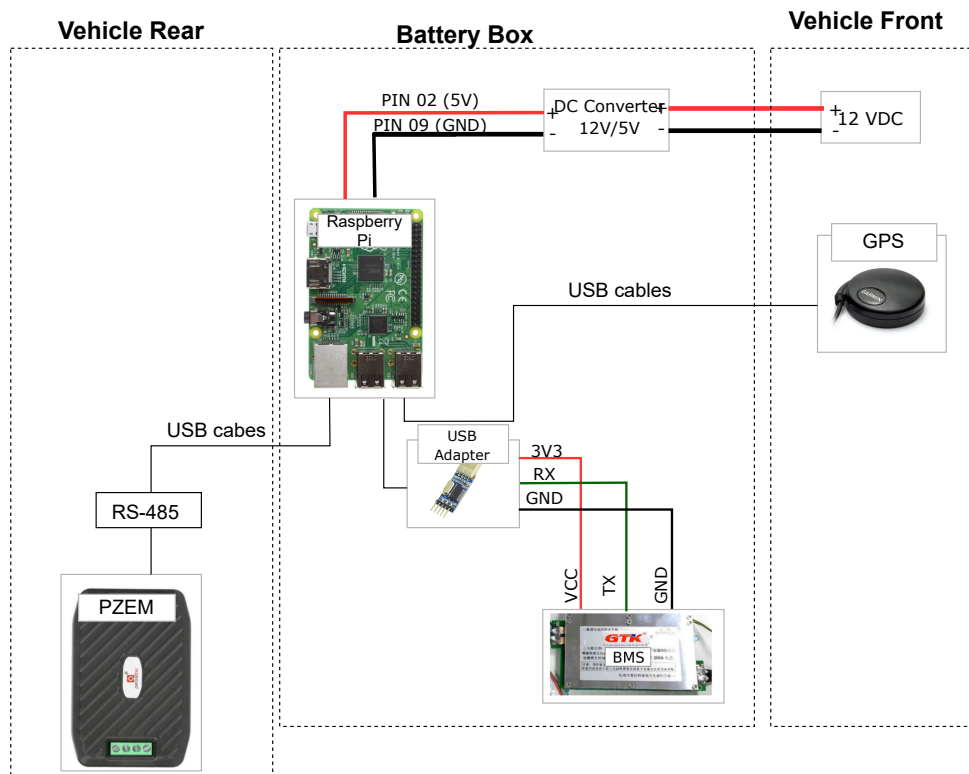 Vehicle Rear
Battery Box
Vehicle Front
PIN 02 (5V)
PIN 09 (GND)
+
-
DC Converter
12V/5V
+
-
+
-
12 VDC
Raspberry
Pi
HDMI
GPS
GARMIN
USB cables
USB cabes
USB
Adapter
3V3
RX
GND
RS-485
VCC
TX
GND
PZEM
GTK
BMS